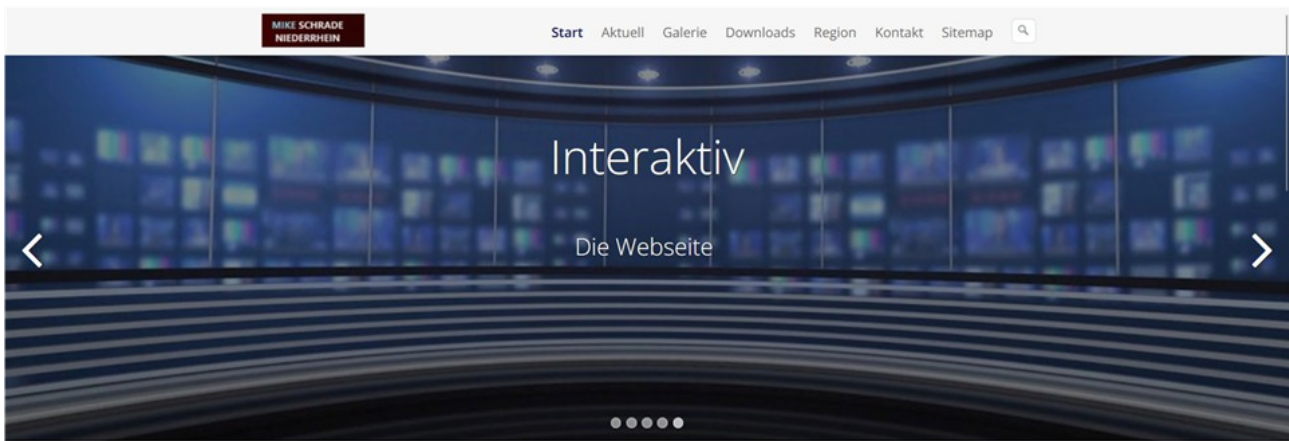 MIKE SCHRADE
NIEDERRHEIN
Start Aktuell Galerie Downloads Region Kontakt Sitemap
Interaktiv
Die Webseite